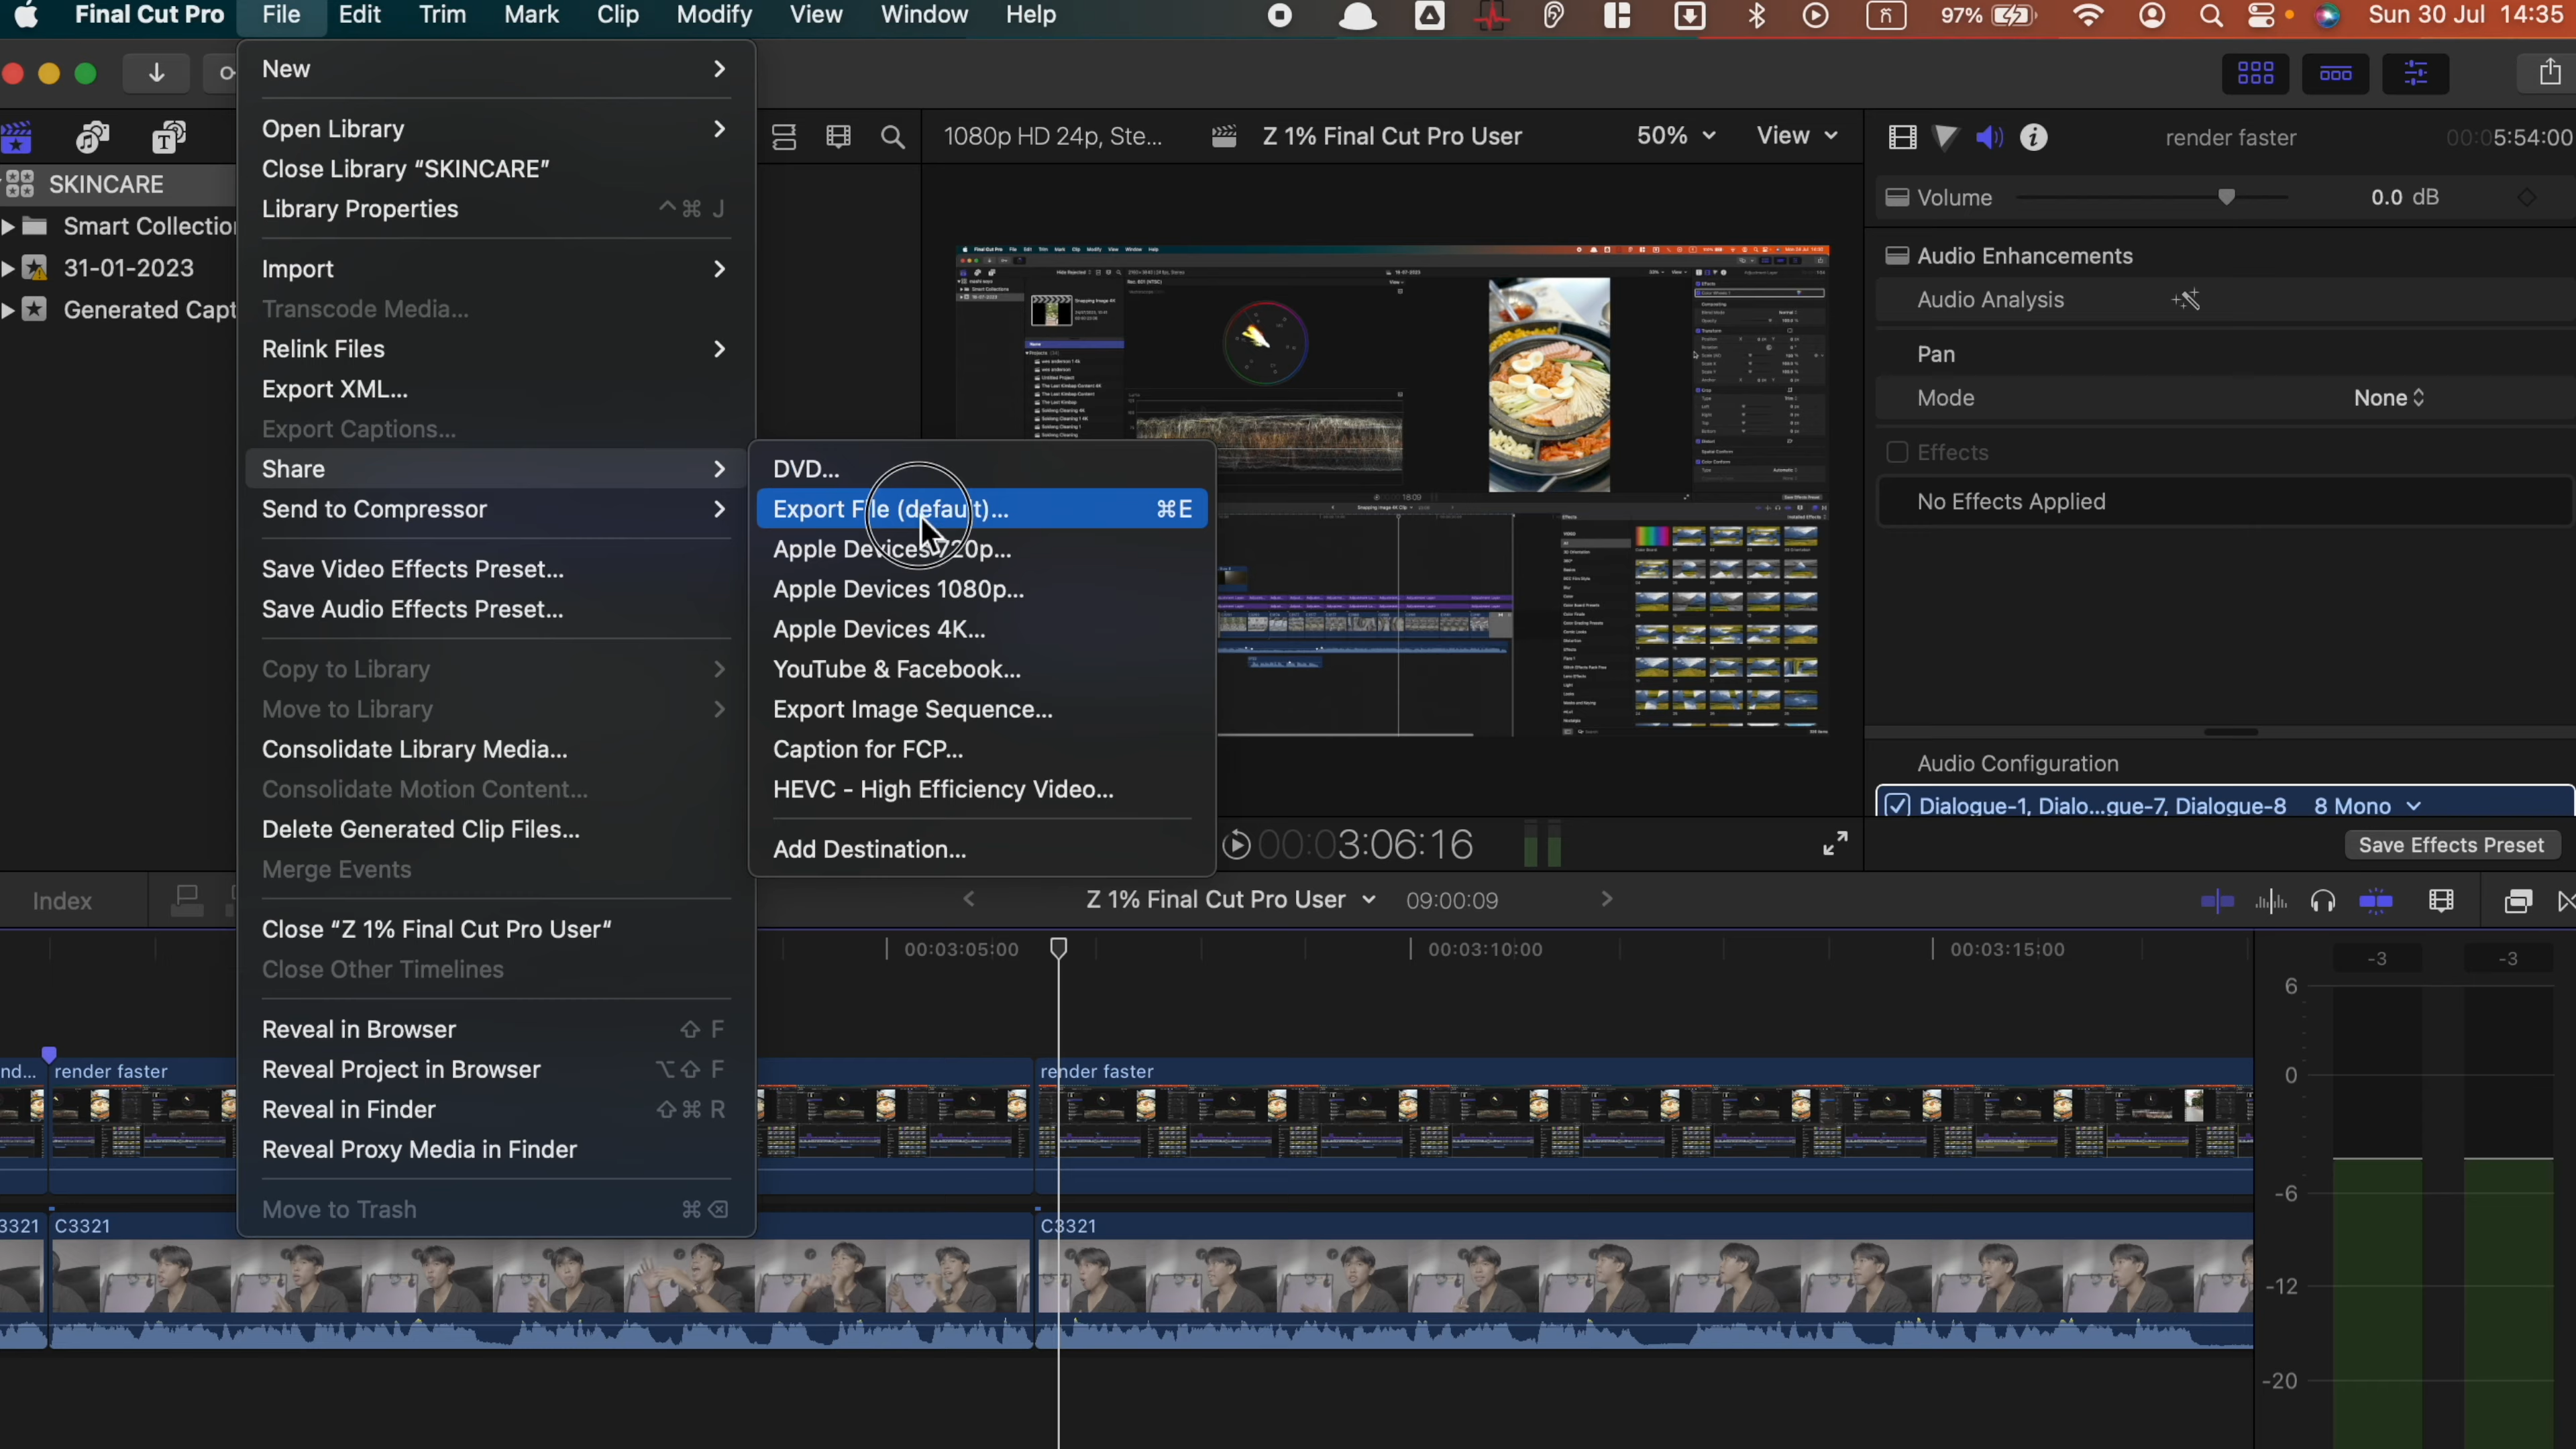 Final Cut Pro File Edit Trim Mark Clip Modify View Window Help 97% Sun 30 Jul 14:35
New
Open Library
Close Library “SKINCARE”
Library Properties ^⌘ J
Import
Transcode Media...
Relink Files
Export XML...
Export Captions...
Share
Send to Compressor
Save Video Effects Preset...
Save Audio Effects Preset...
Copy to Library
Move to Library
Consolidate Library Media...
Consolidate Motion Content...
Delete Generated Clip Files...
Merge Events
Close “Z 1% Final Cut Pro User“
Close Other Timelines
Reveal in Browser ⇧ F
Reveal Project in Browser ⌥⇧ F
Reveal in Finder ⇧⌘ R
Reveal Proxy Media in Finder
Move to Trash ⌘⌫
DVD...
Export File (default)... ⌘E
Apple Devices 720p...
Apple Devices 1080p...
Apple Devices 4K...
YouTube & Facebook...
Export Image Sequence...
Caption for FCP...
HEVC - High Efficiency Video...
Add Destination...
SKINCARE
Smart Collectio
31-01-2023
Generated Capt
1080p HD 24p, Ste... Z 1% Final Cut Pro User 50% View
render faster 00:05:54:00
Volume 0.0 dB
Audio Enhancements
Audio Analysis
Pan
Mode None
Effects
No Effects Applied
Audio Configuration
Dialogue-1, Dialo...gue-7, Dialogue-8 8 Mono
Save Effects Preset
00:03:06:16
Index
Z 1% Final Cut Pro User 09:00:09
00:03:05:00 00:03:10:00 00:03:15:00
nd... render faster render faster
3321 C3321 C3321
-3 -3
6
0
-6
-12
-20